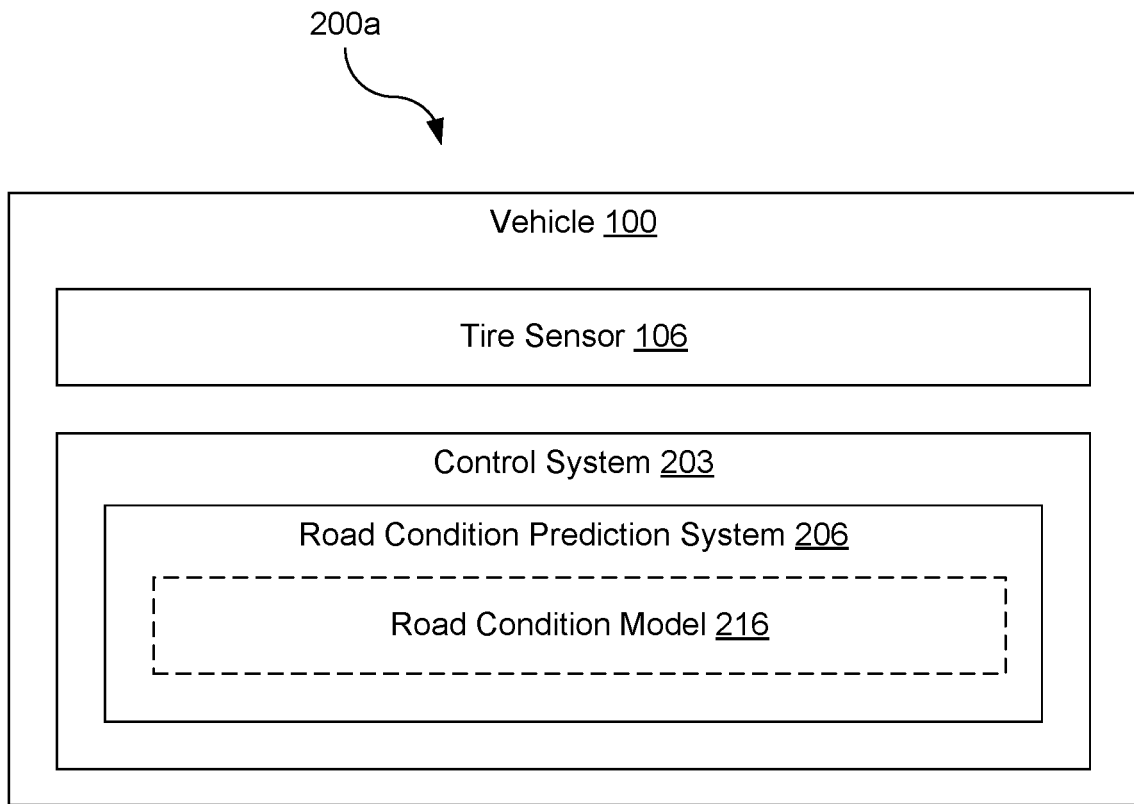 200a
Vehicle 100
Tire Sensor 106
Control System 203
Road Condition Prediction System 206
Road Condition Model 216